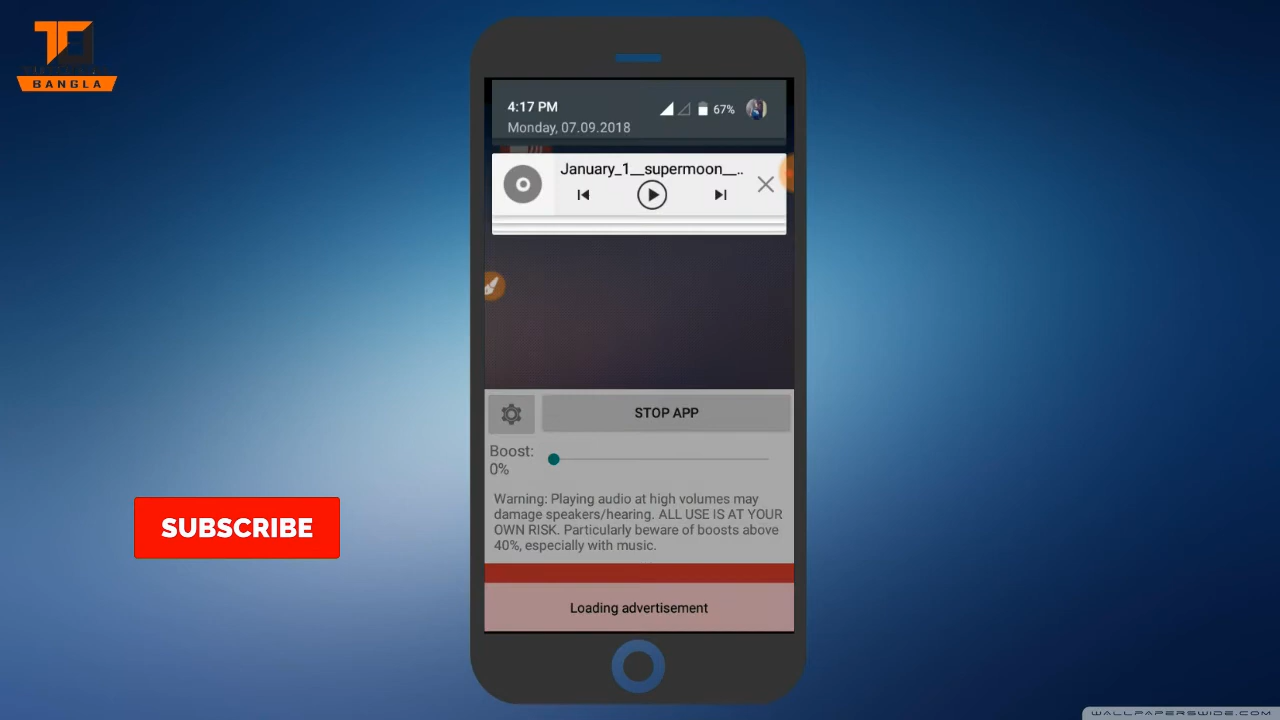 BANGLA
4:17 PM
67%
Monday, 07.09.2018
January_1__supermoon__..
STOP APP
Boost:
0%
Warning: Playing audio at high volumes may
damage speakers/hearing. ALL USE IS AT YOUR
OWN RISK. Particularly beware of boosts above
40%, especially with music.
SUBSCRIBE
Loading advertisement
WALLPAPERSWIDE.COM